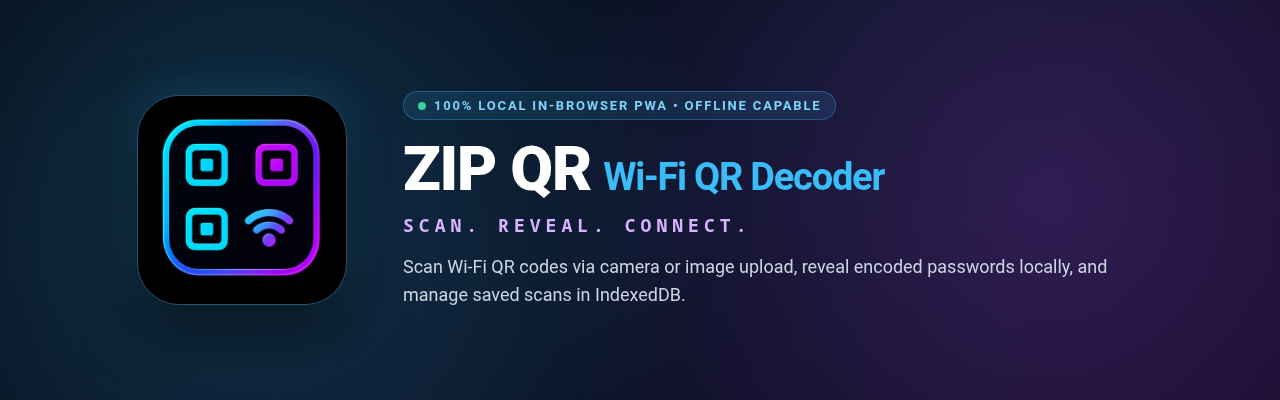 100% LOCAL IN-BROWSER PWA • OFFLINE CAPABLE
ZIP QR Wi-Fi QR Decoder
SCAN. REVEAL. CONNECT.
Scan Wi-Fi QR codes via camera or image upload, reveal encoded passwords locally, and
manage saved scans in IndexedDB.